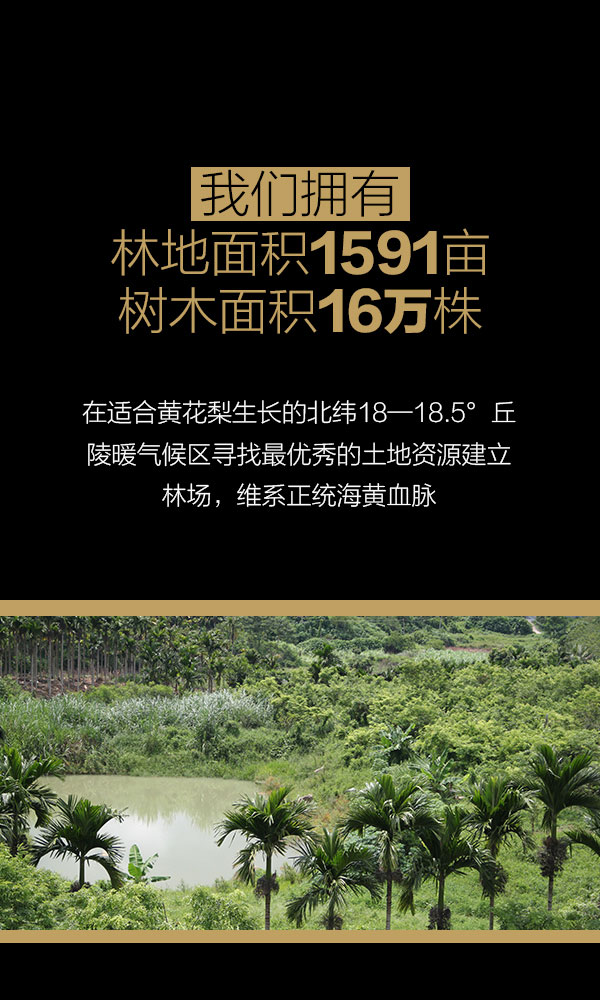 我们拥有
林地面积1591亩
树木面积16万株
在适合黄花梨生长的北纬18—18.5°丘
陵暖气候区寻找最优秀的土地资源建立
林场，维系正统海黄血脉